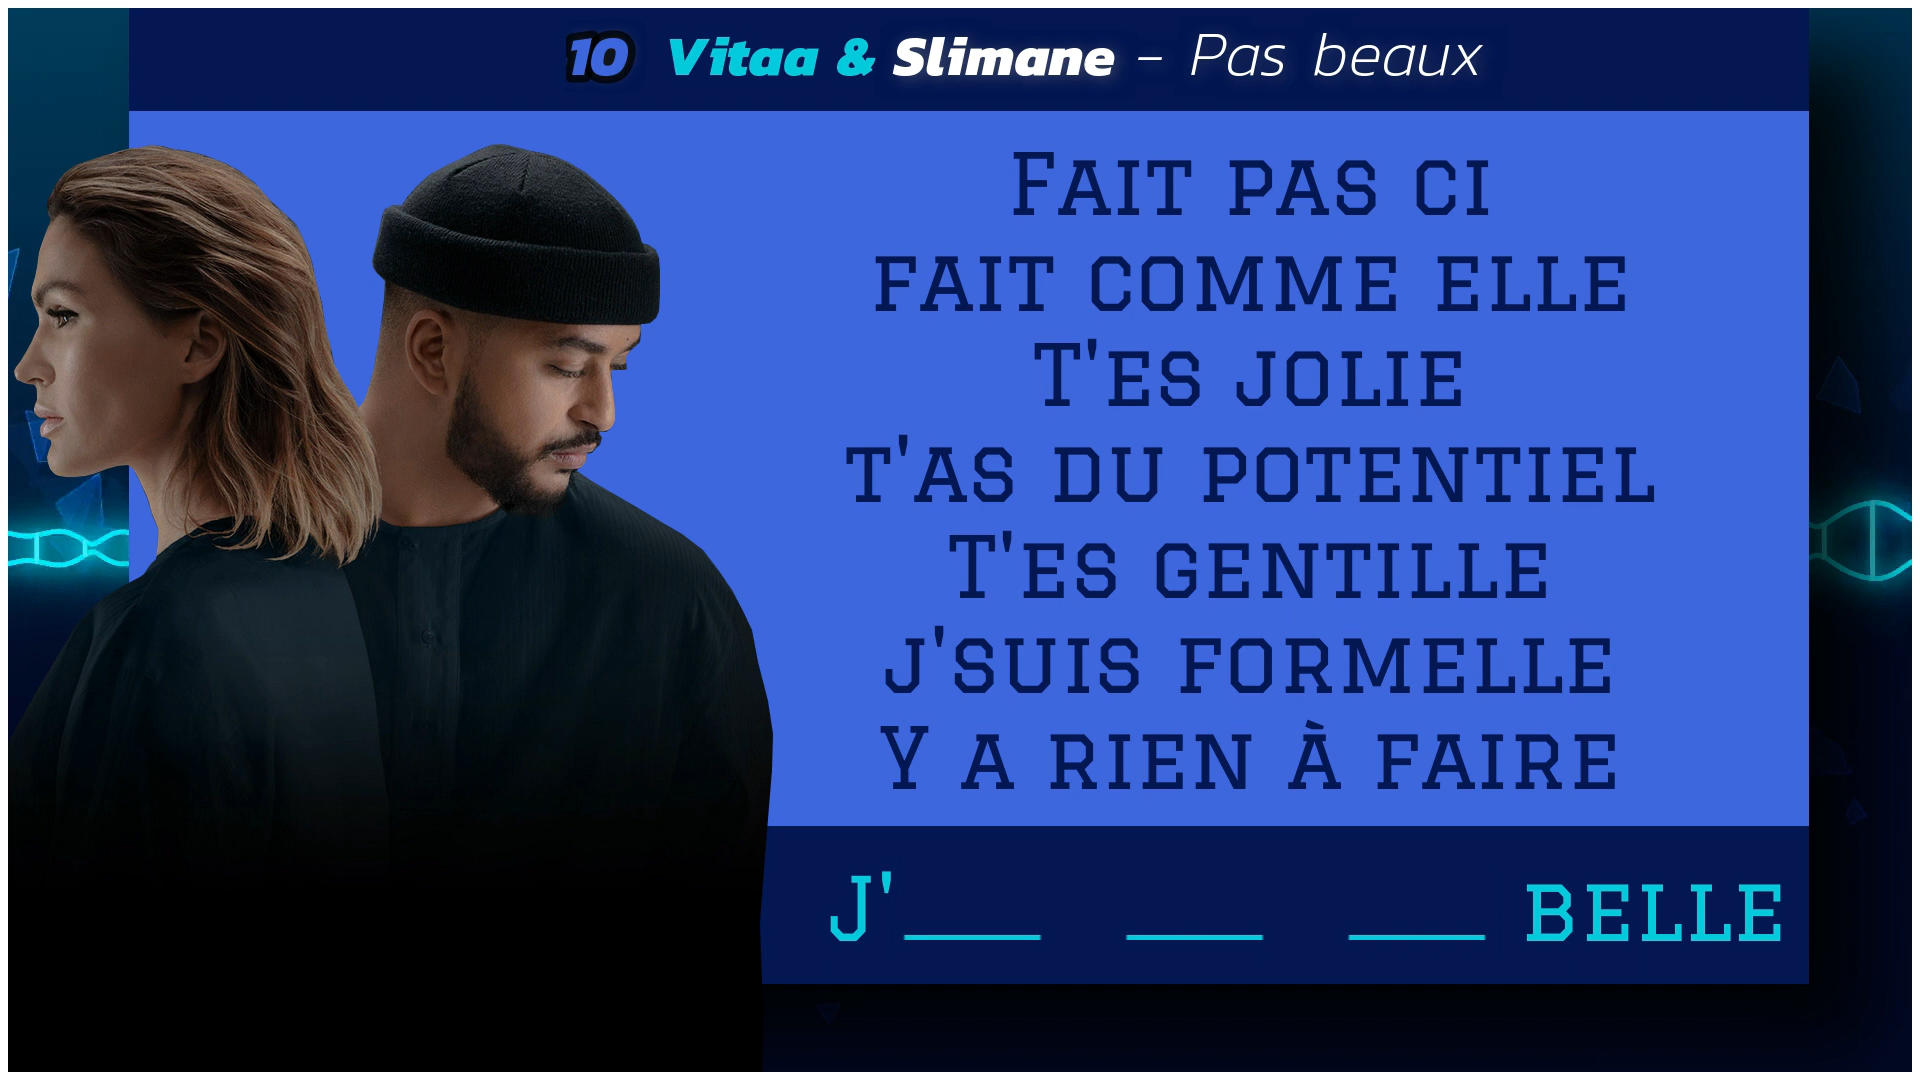 10 Vitaa & Slimane – Pas beaux
Fait pas ci
fait comme elle
T'es jolie
t'as du potentiel
T'es gentille
j'suis formelle
Y a rien à faire
J'___ ___ ___ belle